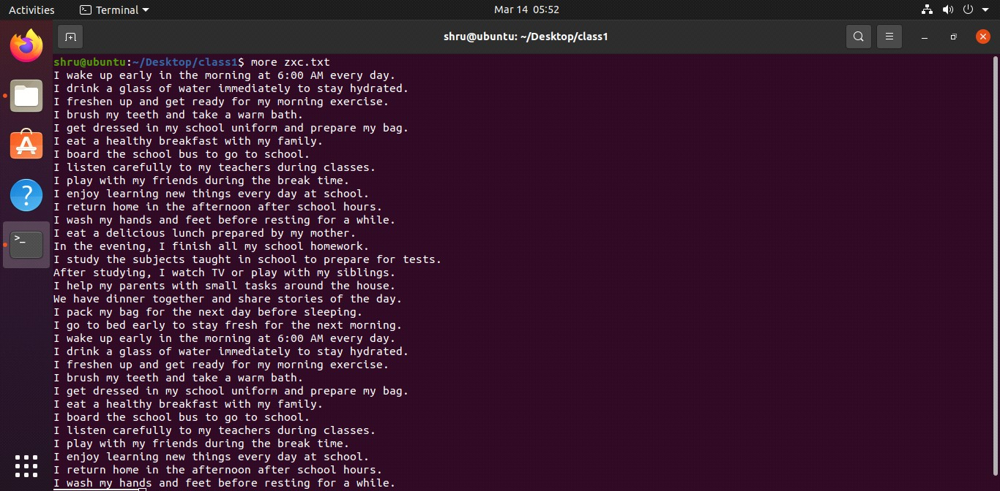 Activities Terminal Mar 14 05:52
shru@ubuntu: ~/Desktop/class1
shru@ubuntu:~/Desktop/class1$ more zxc.txt
I wake up early in the morning at 6:00 AM every day.
I drink a glass of water immediately to stay hydrated.
I freshen up and get ready for my morning exercise.
I brush my teeth and take a warm bath.
I get dressed in my school uniform and prepare my bag.
I eat a healthy breakfast with my family.
I board the school bus to go to school.
I listen carefully to my teachers during classes.
I play with my friends during the break time.
I enjoy learning new things every day at school.
I return home in the afternoon after school hours.
I wash my hands and feet before resting for a while.
I eat a delicious lunch prepared by my mother.
In the evening, I finish all my school homework.
I study the subjects taught in school to prepare for tests.
After studying, I watch TV or play with my siblings.
I help my parents with small tasks around the house.
We have dinner together and share stories of the day.
I pack my bag for the next day before sleeping.
I go to bed early to stay fresh for the next morning.
I wake up early in the morning at 6:00 AM every day.
I drink a glass of water immediately to stay hydrated.
I freshen up and get ready for my morning exercise.
I brush my teeth and take a warm bath.
I get dressed in my school uniform and prepare my bag.
I eat a healthy breakfast with my family.
I board the school bus to go to school.
I listen carefully to my teachers during classes.
I play with my friends during the break time.
I enjoy learning new things every day at school.
I return home in the afternoon after school hours.
I wash my hands and feet before resting for a while.